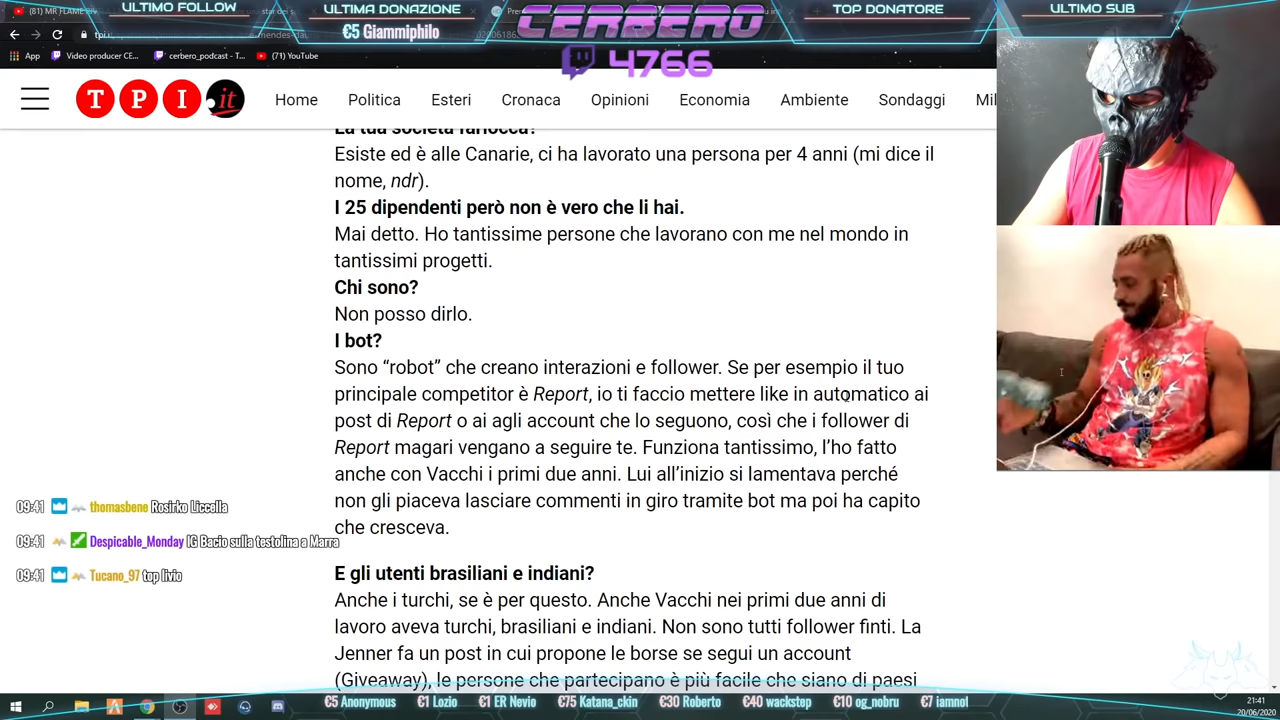 ULTIMO FOLLOW
ULTIMA DONAZIONE
€5 Giammiphilo
CERBERO
4766
TOP DONATORE
ULTIMO SUB
App
Video producer CE...
cerbero_podcast - T...
(71) YouTube
TPI.it
Home
Politica
Esteri
Cronaca
Opinioni
Economia
Ambiente
Sondaggi
Mil
La tua società farlocca?
Esiste ed è alle Canarie, ci ha lavorato una persona per 4 anni (mi dice il
nome, ndr).
I 25 dipendenti però non è vero che li hai.
Mai detto. Ho tantissime persone che lavorano con me nel mondo in
tantissimi progetti.
Chi sono?
Non posso dirlo.
I bot?
Sono “robot” che creano interazioni e follower. Se per esempio il tuo
principale competitor è Report, io ti faccio mettere like in automatico ai
post di Report o ai agli account che lo seguono, così che i follower di
Report magari vengano a seguire te. Funziona tantissimo, l’ho fatto
anche con Vacchi i primi due anni. Lui all’inizio si lamentava perché
non gli piaceva lasciare commenti in giro tramite bot ma poi ha capito
che cresceva.
E gli utenti brasiliani e indiani?
Anche i turchi, se è per questo. Anche Vacchi nei primi due anni di
lavoro aveva turchi, brasiliani e indiani. Non sono tutti follower finti. La
Jenner fa un post in cui propone le borse se segui un account
(Giveaway), le persone che partecipano è più facile che siano di paesi
09:41 thomasbene Rosirko Liccella
09:41 Despicable_Monday IG Bacio sulla testolina a Marra
09:41 Tucano_97 top livio
€5 Anonymous
€1 Lozio
€1 ER Nevio
€75 Katana_ckin
€30 Roberto
€40 wackstep
€10 og_nobru
€7 iamnol
21:41
20/06/2020